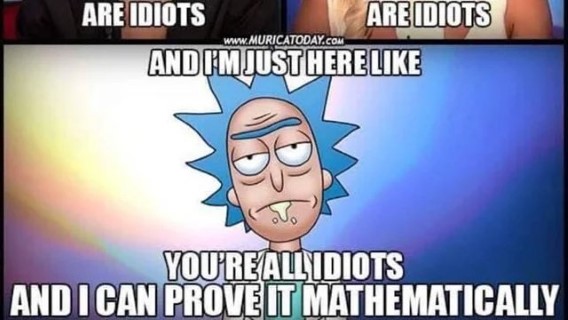 ARE IDIOTS
ARE IDIOTS
www.MURICATODAY.COM
AND I'M JUST HERE LIKE
YOU'RE ALL IDIOTS
AND I CAN PROVE IT MATHEMATICALLY